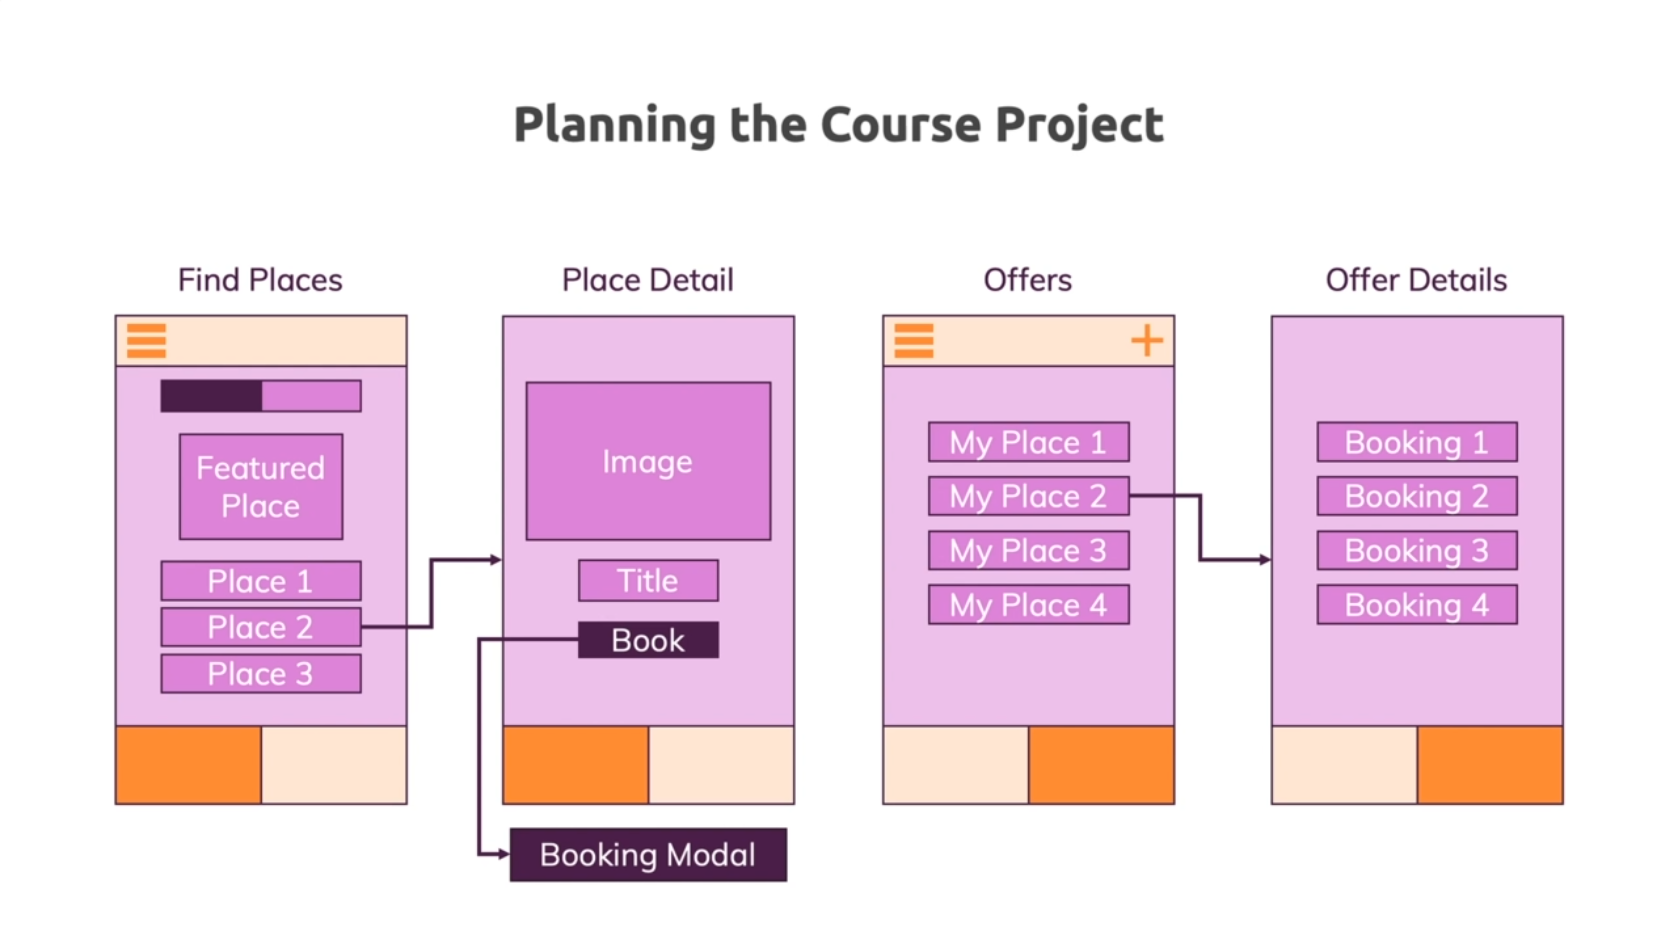 Planning the Course Project
Find Places
Featured
Place
Place 1
Place 2
Place 3
Place Detail
Image
Title
Book
Booking Modal
Offers
My Place 1
My Place 2
My Place 3
My Place 4
Offer Details
Booking 1
Booking 2
Booking 3
Booking 4